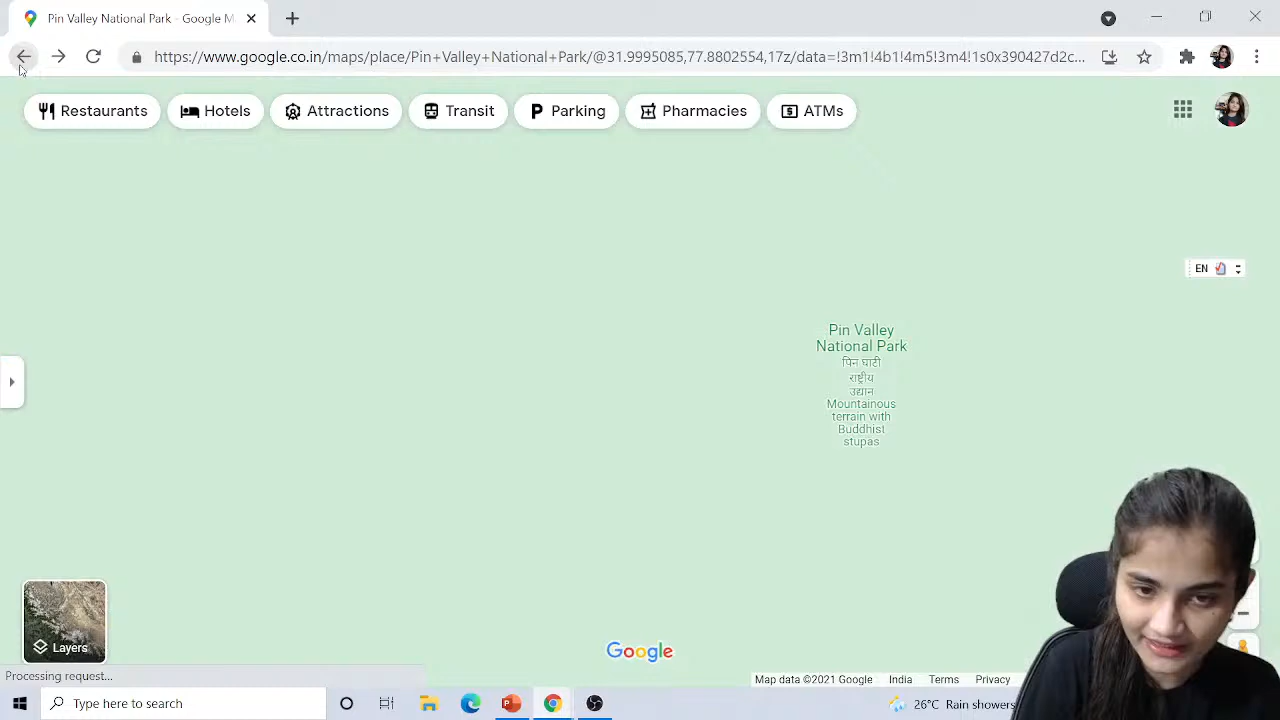 Pin Valley National Park - Google M
https://www.google.co.in/maps/place/Pin+Valley+National+Park/@31.9995085,77.8802554,17z/data=!3m1!4b1!4m5!3m4!1s0x390427d2c...
Restaurants Hotels Attractions Transit Parking Pharmacies ATMs
EN
Pin Valley
National Park
पिन घाटी
राष्ट्रीय
उद्यान
Mountainous
terrain with
Buddhist
stupas
Layers
Google
Processing request...
Map data ©2021 Google India Terms Privacy
Type here to search
26°C Rain showers